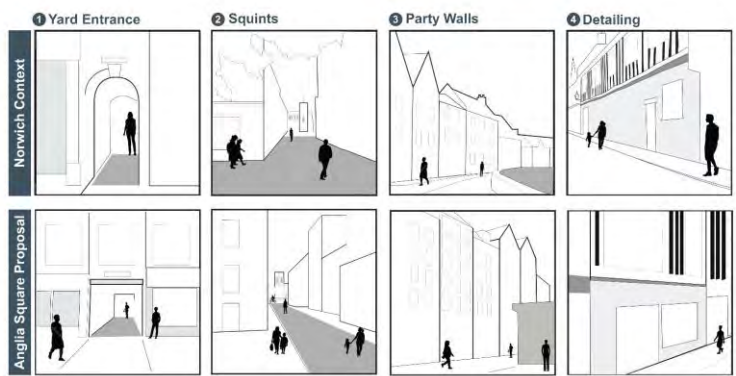 1 Yard Entrance
2 Squints
3 Party Walls
4 Detailing
Norwich Context
Anglia Square Proposal